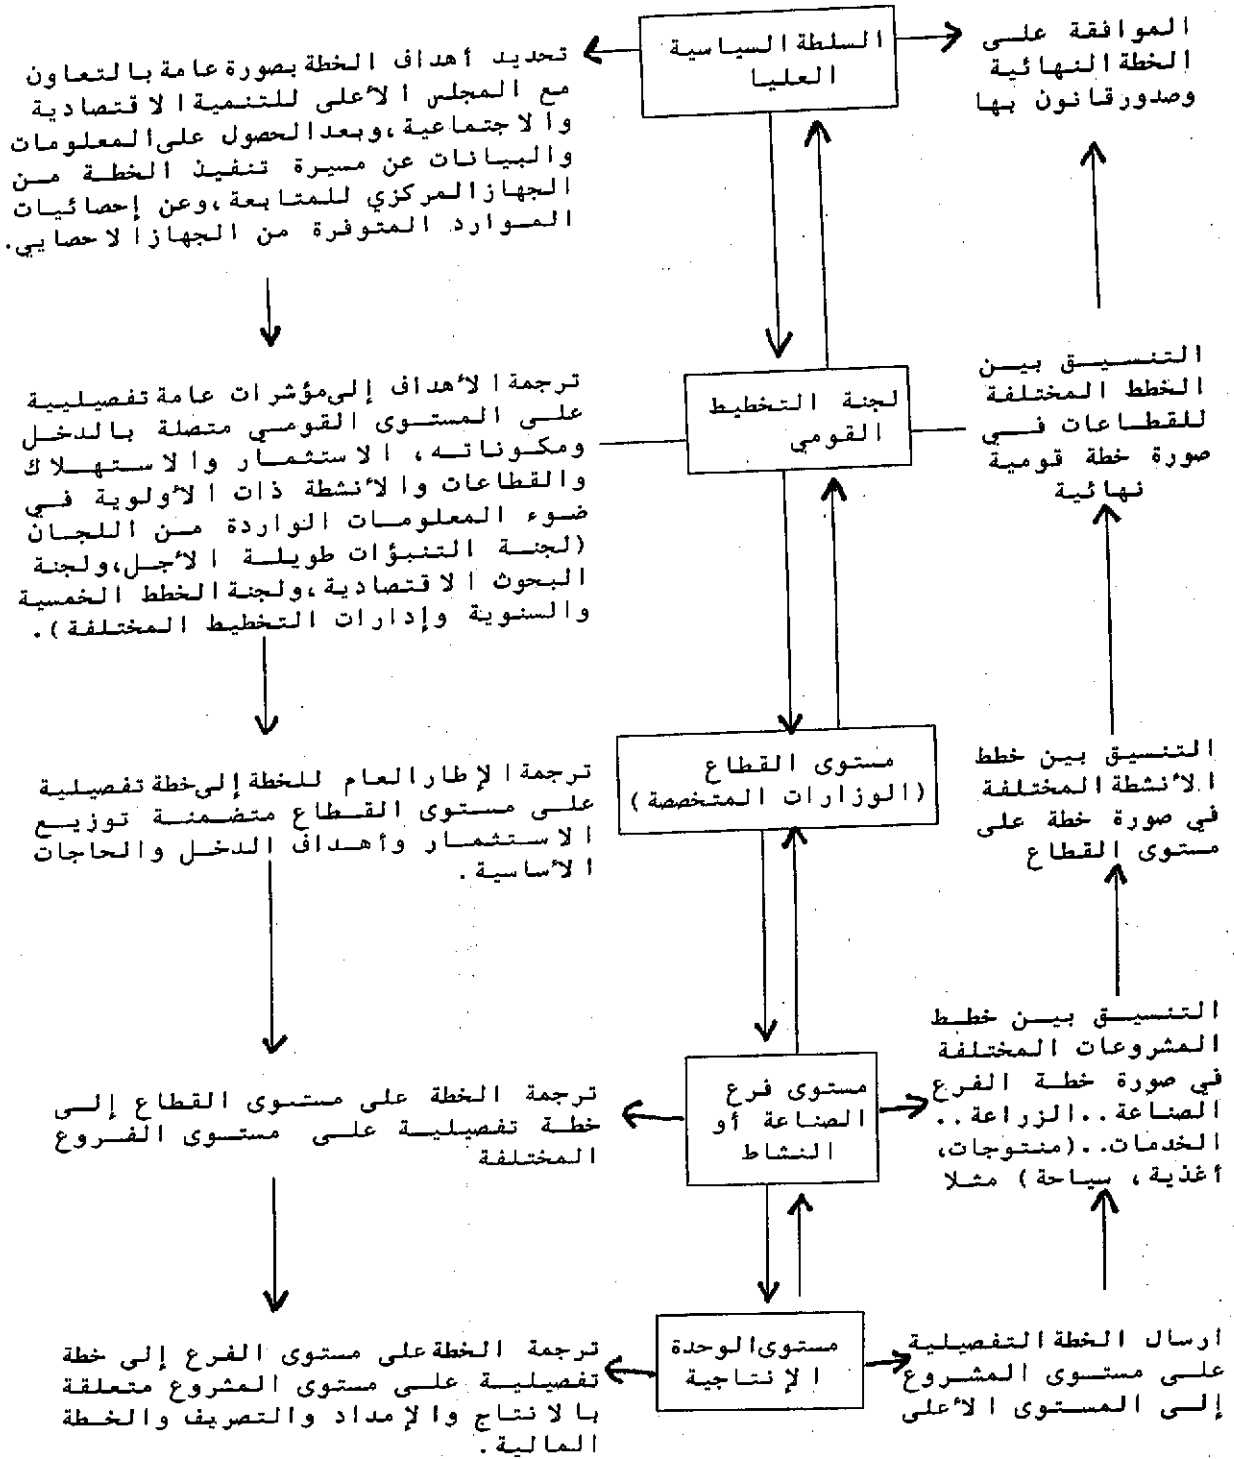 الموافقة على
الخطة النهائية
وصدورقانون بها
السلطة السياسية
العليا
تحديد أهداف الخطة بصورة عامة بالتعاون
مع المجلس الأعلى للتنمية الاقتصادية
والاجتماعية،وبعدالحصول على المعلومات
والبيانات عن مسيرة تنفيذ الخطة من
الجهازالمركزي للمتابعة،وعن إحصائيات
الموارد المتوفرة من الجهازالاحصايي.
التنسيق بين
الخطط المختلفة
للقطاعات في
صورة خطة قومية
نهائية
لجنة التخطيط
القومي
ترجمة الأهداف إلى مؤشرات عامة تفصيلية
على المستوى القومي متصلة بالدخل
ومكوناته، الاستثمار والاستهلاك
والقطاعات والأنشطة ذات الأولوية في
ضوء المعلومات الواردة من اللجان
(لجنة التنبؤات طويلة الأجل،ولجنة
البحوث الاقتصادية،ولجنة الخطط الخمسية
والسنوية وإدارات التخطيط المختلفة).
التنسيق بين خطط
الأنشطة المختلفة
في صورة خطة على
مستوى القطاع
مستوى القطاع
(الوزارات المتخصصة)
ترجمة الإطار العام للخطة إلى خطة تفصيلية
على مستوى القطاع متضمنة توزيع
الاستثمار وأهداف الدخل والحاجات
الأساسية.
التنسيق بين خطط
المشروعات المختلفة
في صورة خطة الفرع
الصناعة..الزراعة..
الخدمات..(منتوجات،
أغذية، سياحة) مثلا
مستوى فرع
الصناعة أو
النشاط
ترجمة الخطة على مستوى القطاع إلى
خطة تفصيلية على مستوى الفروع
المختلفة
ارسال الخطة التفصيلية
على مستوى المشروع
إلى المستوى الأعلى
مستوى الوحدة
الإنتاجية
ترجمة الخطة على مستوى الفرع إلى خطة
تفصيلية على مستوى المشروع متعلقة
بالانتاج والإمداد والتصريف والخطة
المالية.